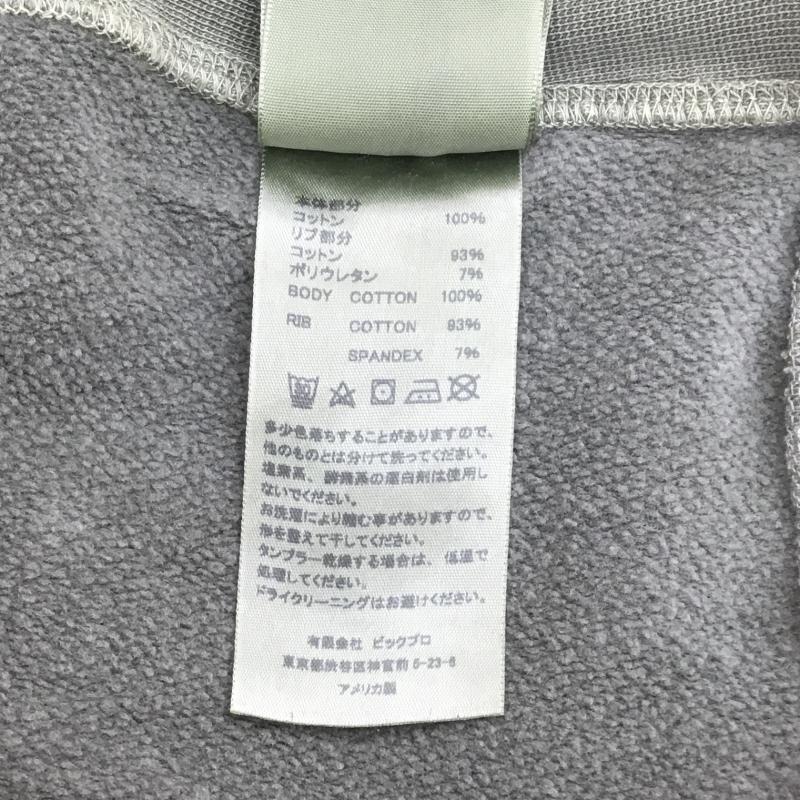 本体部分
コットン 100%
リブ部分
コットン 93%
ポリウレタン 7%
BODY COTTON 100%
RIB COTTON 93%
SPANDEX 7%
多少色落ちすることがありますので、
他のものとは分けて洗ってください。
塩素系、酵素系の蛋白剤は使用し
ないでください。
お洗濯により縮む事がありますので、
形を整えて干してください。
タンブラー乾燥する場合は、低温で
処理してください。
ドライクリーニングはお避けください。
有限会社 ビックブロ
東京都渋谷区神宮前 5-23-6
アメリカ製